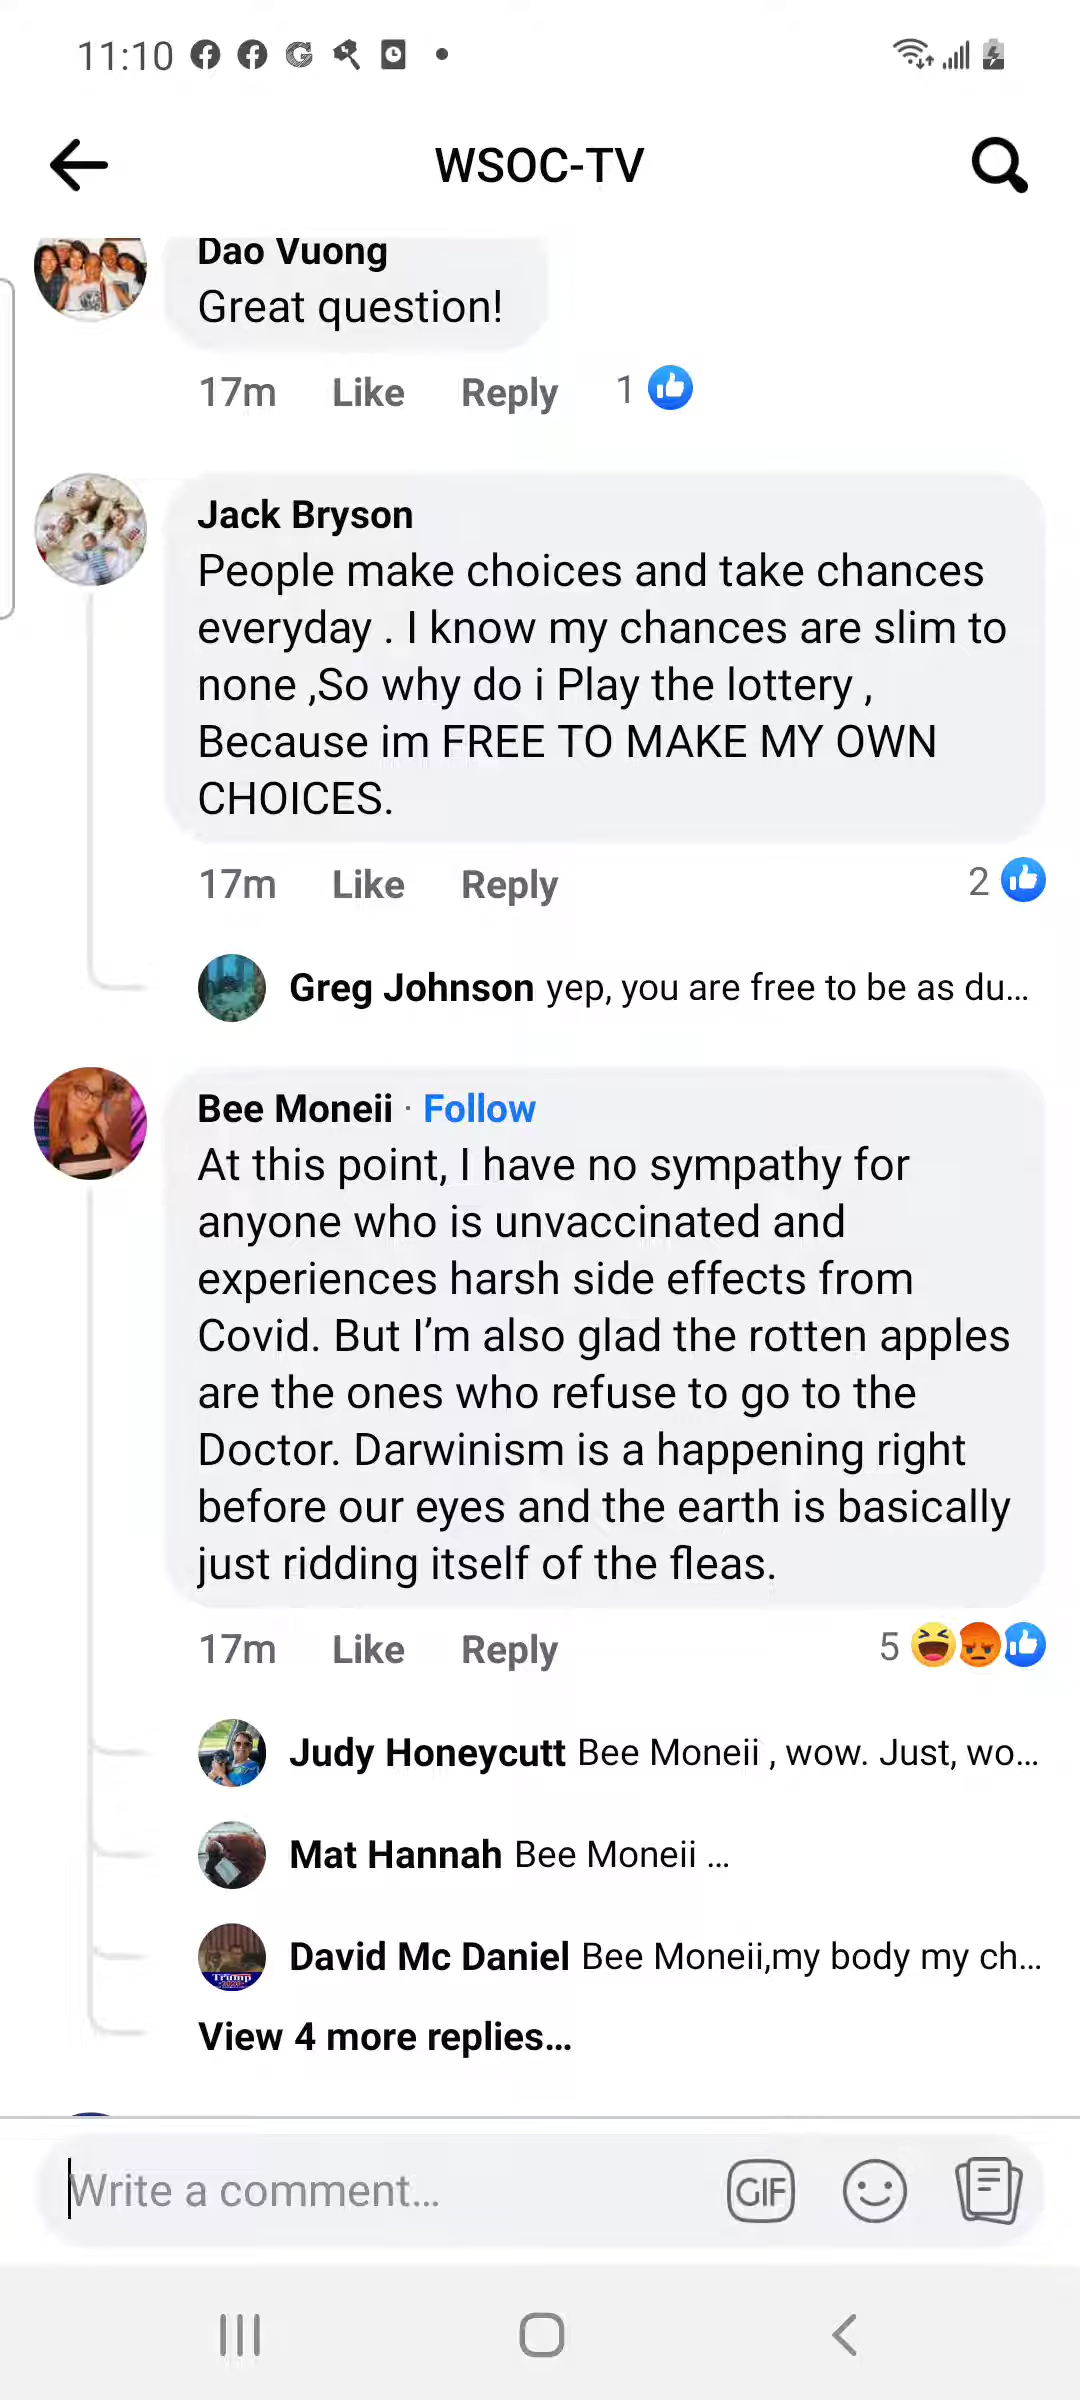 11:10
WSOC-TV
Dao Vuong
Great question!
17m Like Reply 1
Jack Bryson
People make choices and take chances
everyday . I know my chances are slim to
none ,So why do i Play the lottery ,
Because im FREE TO MAKE MY OWN
CHOICES.
17m Like Reply 2
Greg Johnson yep, you are free to be as du...
Bee Moneii · Follow
At this point, I have no sympathy for
anyone who is unvaccinated and
experiences harsh side effects from
Covid. But I’m also glad the rotten apples
are the ones who refuse to go to the
Doctor. Darwinism is a happening right
before our eyes and the earth is basically
just ridding itself of the fleas.
17m Like Reply 5
Judy Honeycutt Bee Moneii , wow. Just, wo...
Mat Hannah Bee Moneii ...
Trump
David Mc Daniel Bee Moneii,my body my ch...
View 4 more replies...
Write a comment... GIF